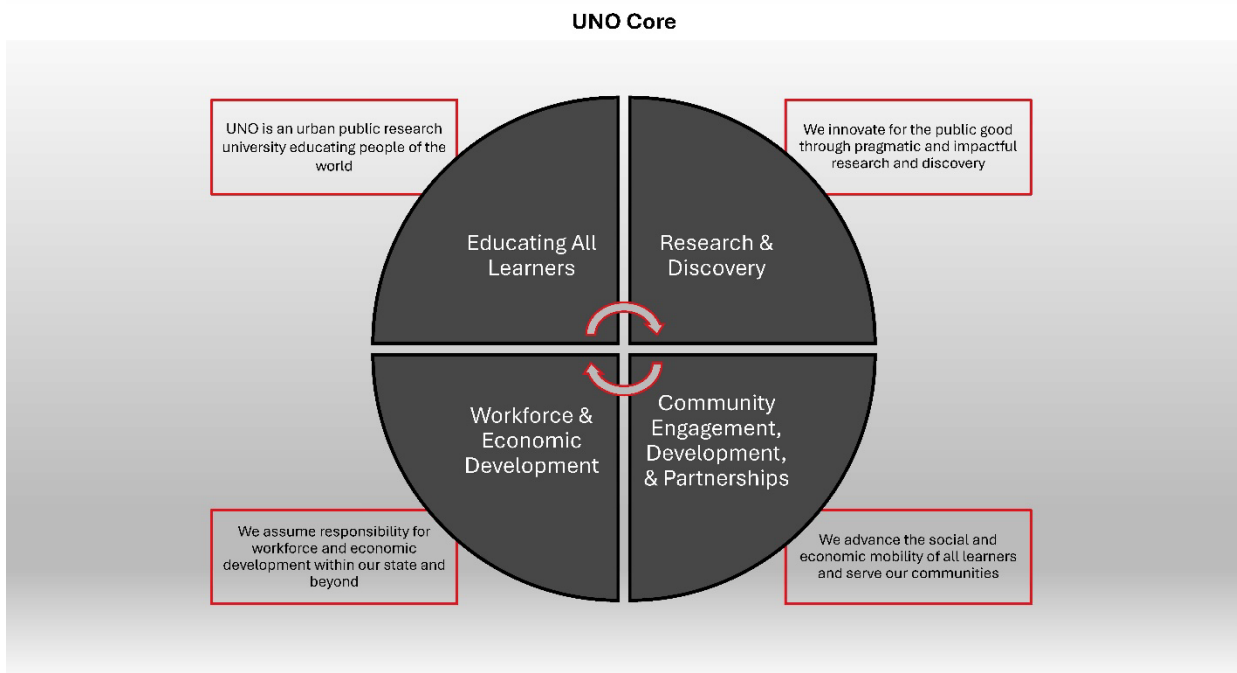 UNO Core
UNO is an urban public research
university educating people of the
world
We innovate for the public good
through pragmatic and impactful
research and discovery
Educating All
Learners
Research &
Discovery
Workforce &
Economic
Development
Community
Engagement,
Development,
& Partnerships
We assume responsibility for
workforce and economic
development within our state and
beyond
We advance the social and
economic mobility of all learners
and serve our communities